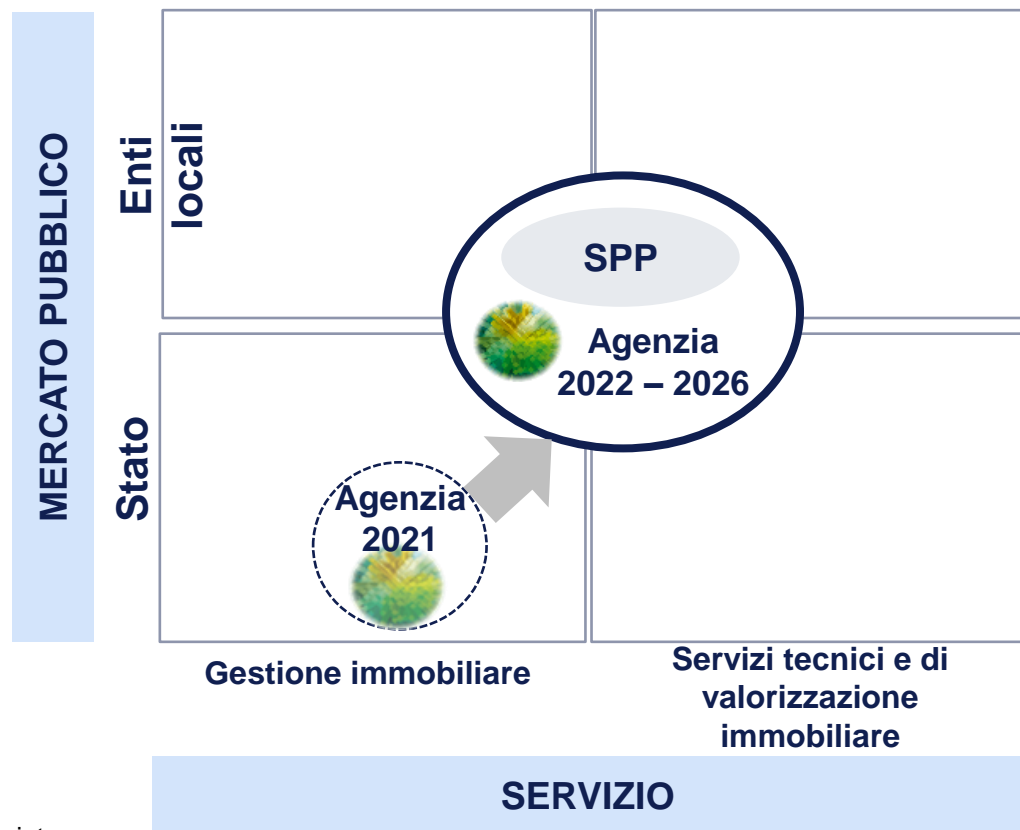 MERCATO PUBBLICO
Enti
locali
SPP
Agenzia
2022 – 2026
Stato
Agenzia
2021
Gestione immobiliare
Servizi tecnici e di
valorizzazione
immobiliare
SERVIZIO